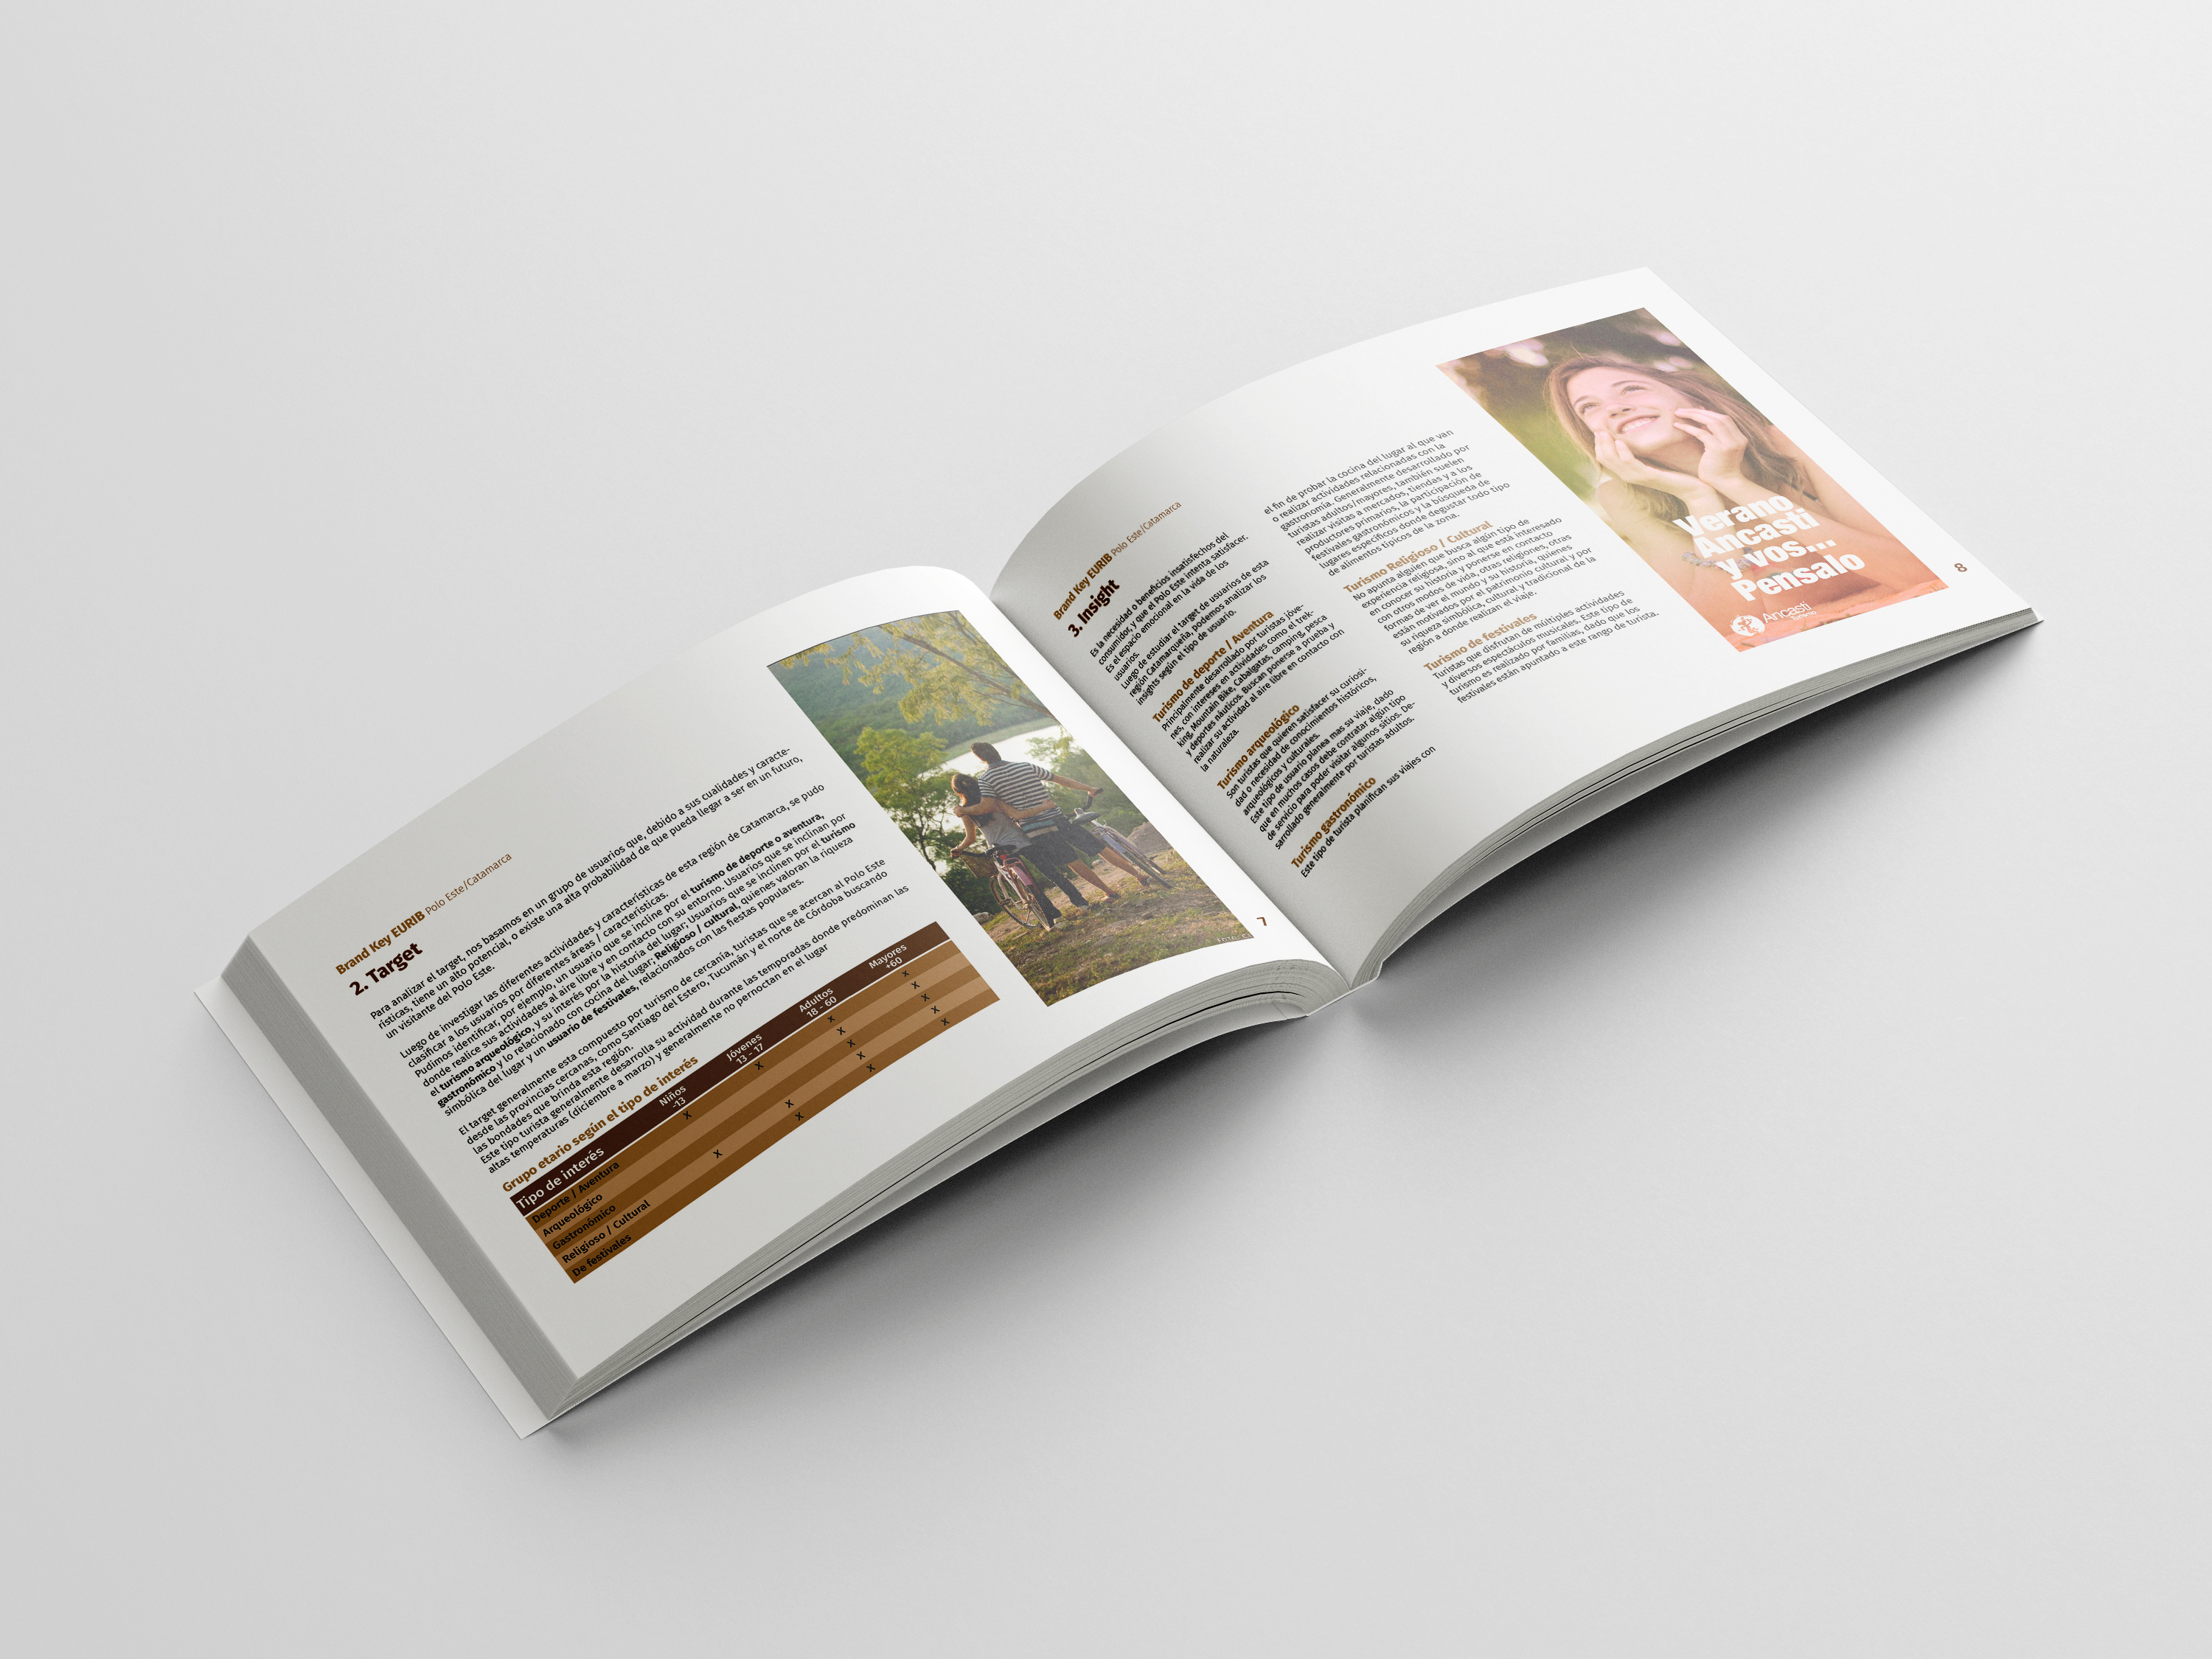 Brand Key EURIB Polo Este/Catamarca
2. Target
Para analizar el target, nos basamos en un grupo de usuarios que, debido a sus cualidades y caracte-
rísticas, tiene un alto potencial, o existe una alta probabilidad de que pueda llegar a ser en un futuro,
un visitante del Polo Este.
Luego de investigar las diferentes actividades y características de esta región de Catamarca, se pudo
clasificar a los usuarios por diferentes áreas / características.
Pudimos identificar, por ejemplo, un usuario que se incline por el turismo de deporte o aventura,
donde realice sus actividades al aire libre y en contacto con su entorno. Usuarios que se inclinan por
el turismo arqueológico, y su interés por la historia del lugar; Usuarios que se inclinen por el turismo
gastronómico y lo relacionado con cocina del lugar; Religioso / cultural, quienes valoran la riqueza
simbólica del lugar y un usuario de festivales, relacionados con las fiestas populares.
El target generalmente esta compuesto por turismo de cercanía, turistas que se acercan al Polo Este
desde las provincias cercanas, como Santiago del Estero, Tucumán y el norte de Córdoba buscando
las bondades que brinda esta región.
Este tipo turista generalmente desarrolla su actividad durante las temporadas donde predominan las
altas temperaturas (diciembre a marzo) y generalmente no pernoctan en el lugar
Grupo etario según el tipo de interés
Tipo de interés Niños -13 Jóvenes 13 - 17 Adultos 18 - 60 Mayores +60
Deporte / Aventura x x x x
Arqueológico x x
Gastronómico x x
Religioso / Cultural x x x
De festivales x x x x
7
Brand Key EURIB Polo Este/Catamarca
3. Insight
Es la necesidad o beneficios insatisfechos del
consumidor, y que el Polo Este intenta satisfacer.
Es el espacio emocional en la vida de los
usuarios.
Luego de estudiar el target de usuarios de esta
región Catamarqueña, podemos analizar los
insights según el tipo de usuario.
Turismo de deporte / Aventura
Principalmente desarrollado por turistas jóve-
nes, con intereses en actividades como el trek-
king, Mountain Bike, Cabalgatas, camping, pesca
y deportes náuticos. Buscan ponerse a prueba y
realizar su actividad al aire libre en contacto con
la naturaleza.
Turismo arqueológico
Son turistas que quieren satisfacer su curiosi-
dad o necesidad de conocimientos históricos,
arqueológicos y culturales.
Este tipo de usuario planea mas su viaje, dado
que en muchos casos debe contratar algún tipo
de servicio para poder visitar algunos sitios. De-
sarrollado generalmente por turistas adultos.
Turismo gastronómico
Este tipo de turista planifican sus viajes con
el fin de probar la cocina del lugar al que van
o realizar actividades relacionadas con la
gastronomía. Generalmente desarrollado por
turistas adultos/mayores, también suelen
realizar visitas a mercados, tiendas y a los
productores primarios, la participación de
festivales gastronómicos y la búsqueda de
lugares específicos donde degustar todo tipo
de alimentos típicos de la zona.
Turismo Religioso / Cultural
No apunta alguien que busca algún tipo de
experiencia religiosa, sino al que está interesado
en conocer su historia y ponerse en contacto
con otros modos de vida, otras religiones, otras
formas de ver el mundo y su historia, quienes
están motivados por el patrimonio cultural y por
su riqueza simbólica, cultural y tradicional de la
región a donde realizan el viaje.
Turismo de festivales
Turistas que disfrutan de múltiples actividades
y diversos espectáculos musicales. Este tipo de
turismo es realizado por familias, dado que los
festivales están apuntado a este rango de turista.
Verano
Ancasti
y vos...
Pensalo
Ancasti
8